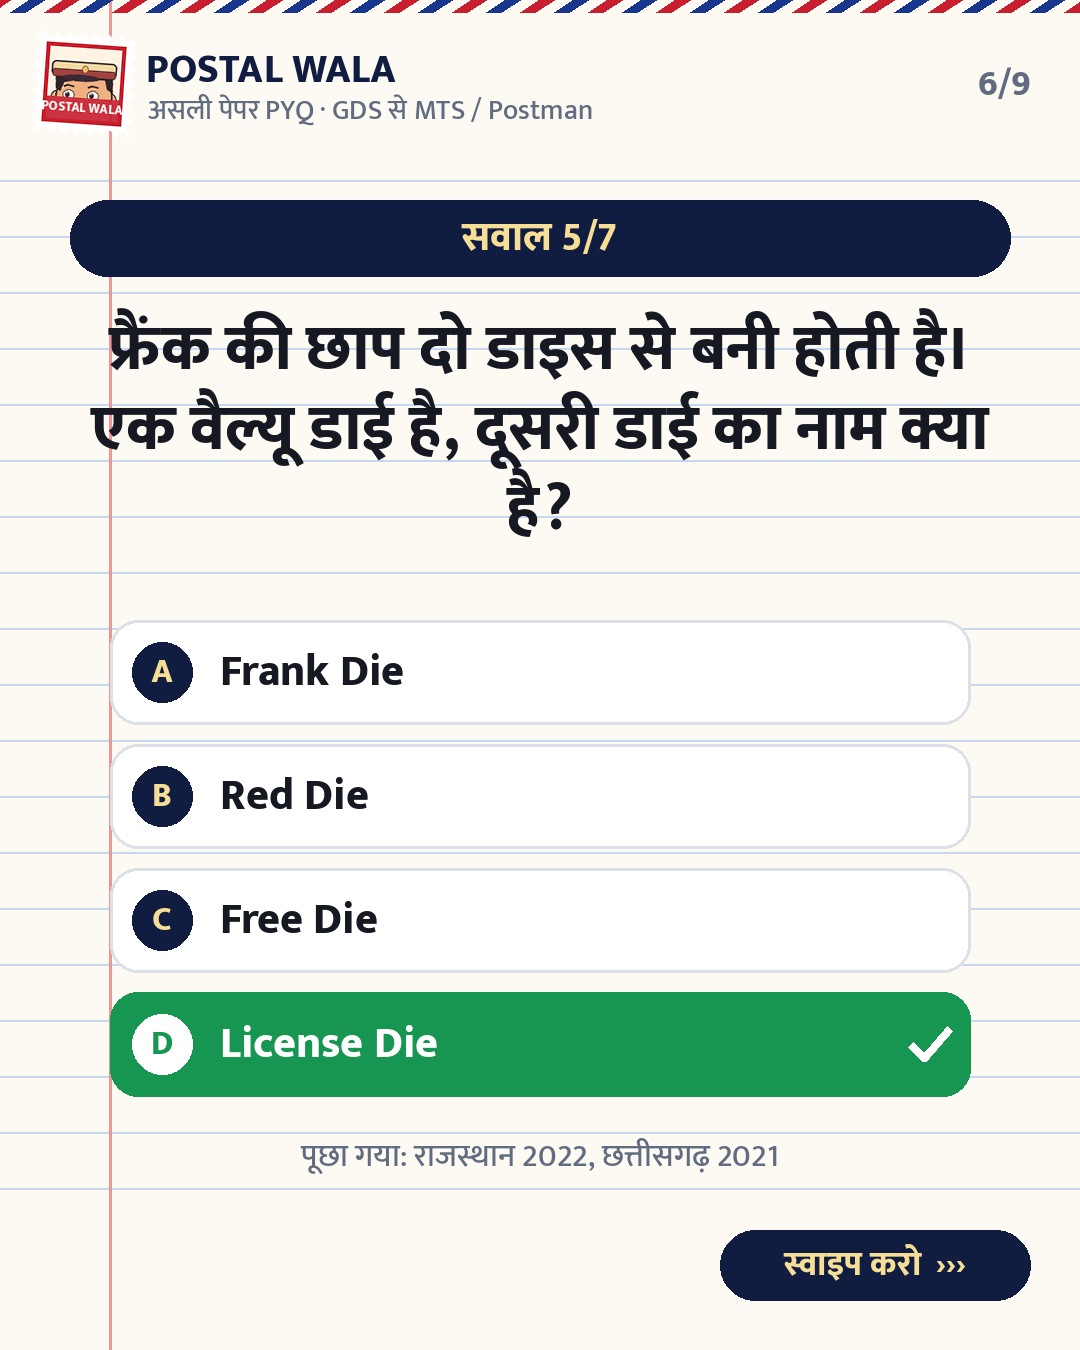 POSTAL WALA
POSTAL WALA
असली पेपर PYQ · GDS से MTS / Postman
6/9
सवाल 5/7
फ्रैंक की छाप दो डाइस से बनी होती है।
एक वैल्यू डाई है, दूसरी डाई का नाम क्या
है?
A Frank Die
B Red Die
C Free Die
D License Die
पूछा गया: राजस्थान 2022, छत्तीसगढ़ 2021
स्वाइप करो ›››